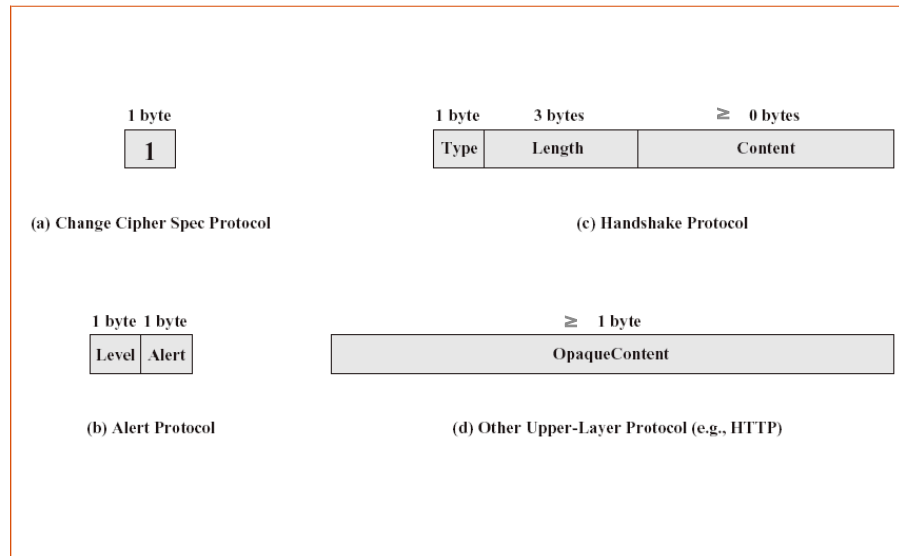 1 byte
1
(a) Change Cipher Spec Protocol
1 byte 3 bytes ≥ 0 bytes
Type Length Content
(c) Handshake Protocol
1 byte 1 byte
Level Alert
(b) Alert Protocol
≥ 1 byte
OpaqueContent
(d) Other Upper-Layer Protocol (e.g., HTTP)